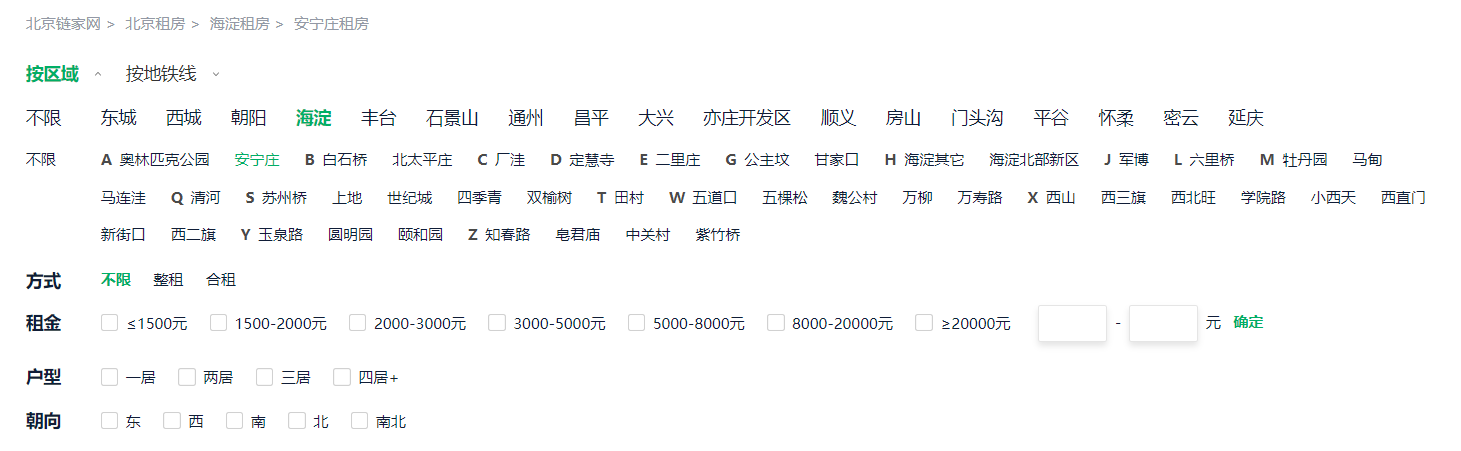 北京链家网 > 北京租房 > 海淀租房 > 安宁庄租房
按区域 按地铁线
不限 东城 西城 朝阳 海淀 丰台 石景山 通州 昌平 大兴 亦庄开发区 顺义 房山 门头沟 平谷 怀柔 密云 延庆
不限 A 奥林匹克公园 安宁庄 B 白石桥 北太平庄 C 厂洼 D 定慧寺 E 二里庄 G 公主坟 甘家口 H 海淀其它 海淀北部新区 J 军博 L 六里桥 M 牡丹园 马甸
马连洼 Q 清河 S 苏州桥 上地 世纪城 四季青 双榆树 T 田村 W 五道口 五棵松 魏公村 万柳 万寿路 X 西山 西三旗 西北旺 学院路 小西天 西直门
新街口 西二旗 Y 玉泉路 圆明园 颐和园 Z 知春路 皂君庙 中关村 紫竹桥
方式 不限 整租 合租
租金 ≤1500元 1500-2000元 2000-3000元 3000-5000元 5000-8000元 8000-20000元 ≥20000元 - 元 确定
户型 一居 两居 三居 四居+
朝向 东 西 南 北 南北